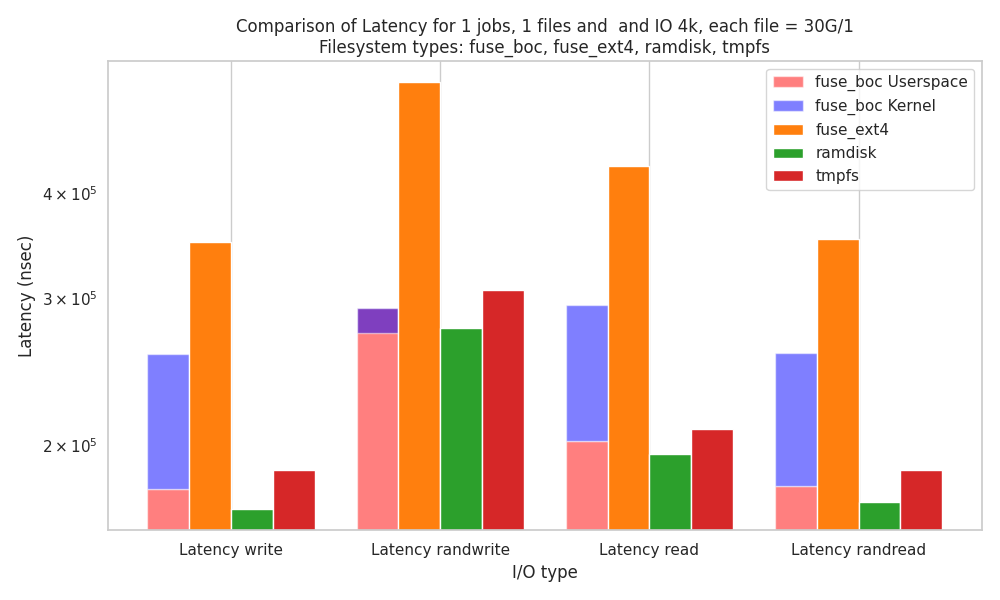 Comparison of Latency for 1 jobs, 1 files and  and IO 4k, each file = 30G/1
Filesystem types: fuse_boc, fuse_ext4, ramdisk, tmpfs
fuse_boc Userspace
fuse_boc Kernel
fuse_ext4
ramdisk
tmpfs
4 × 10⁵
3 × 10⁵
2 × 10⁵
Latency (nsec)
Latency write
Latency randwrite
Latency read
Latency randread
I/O type